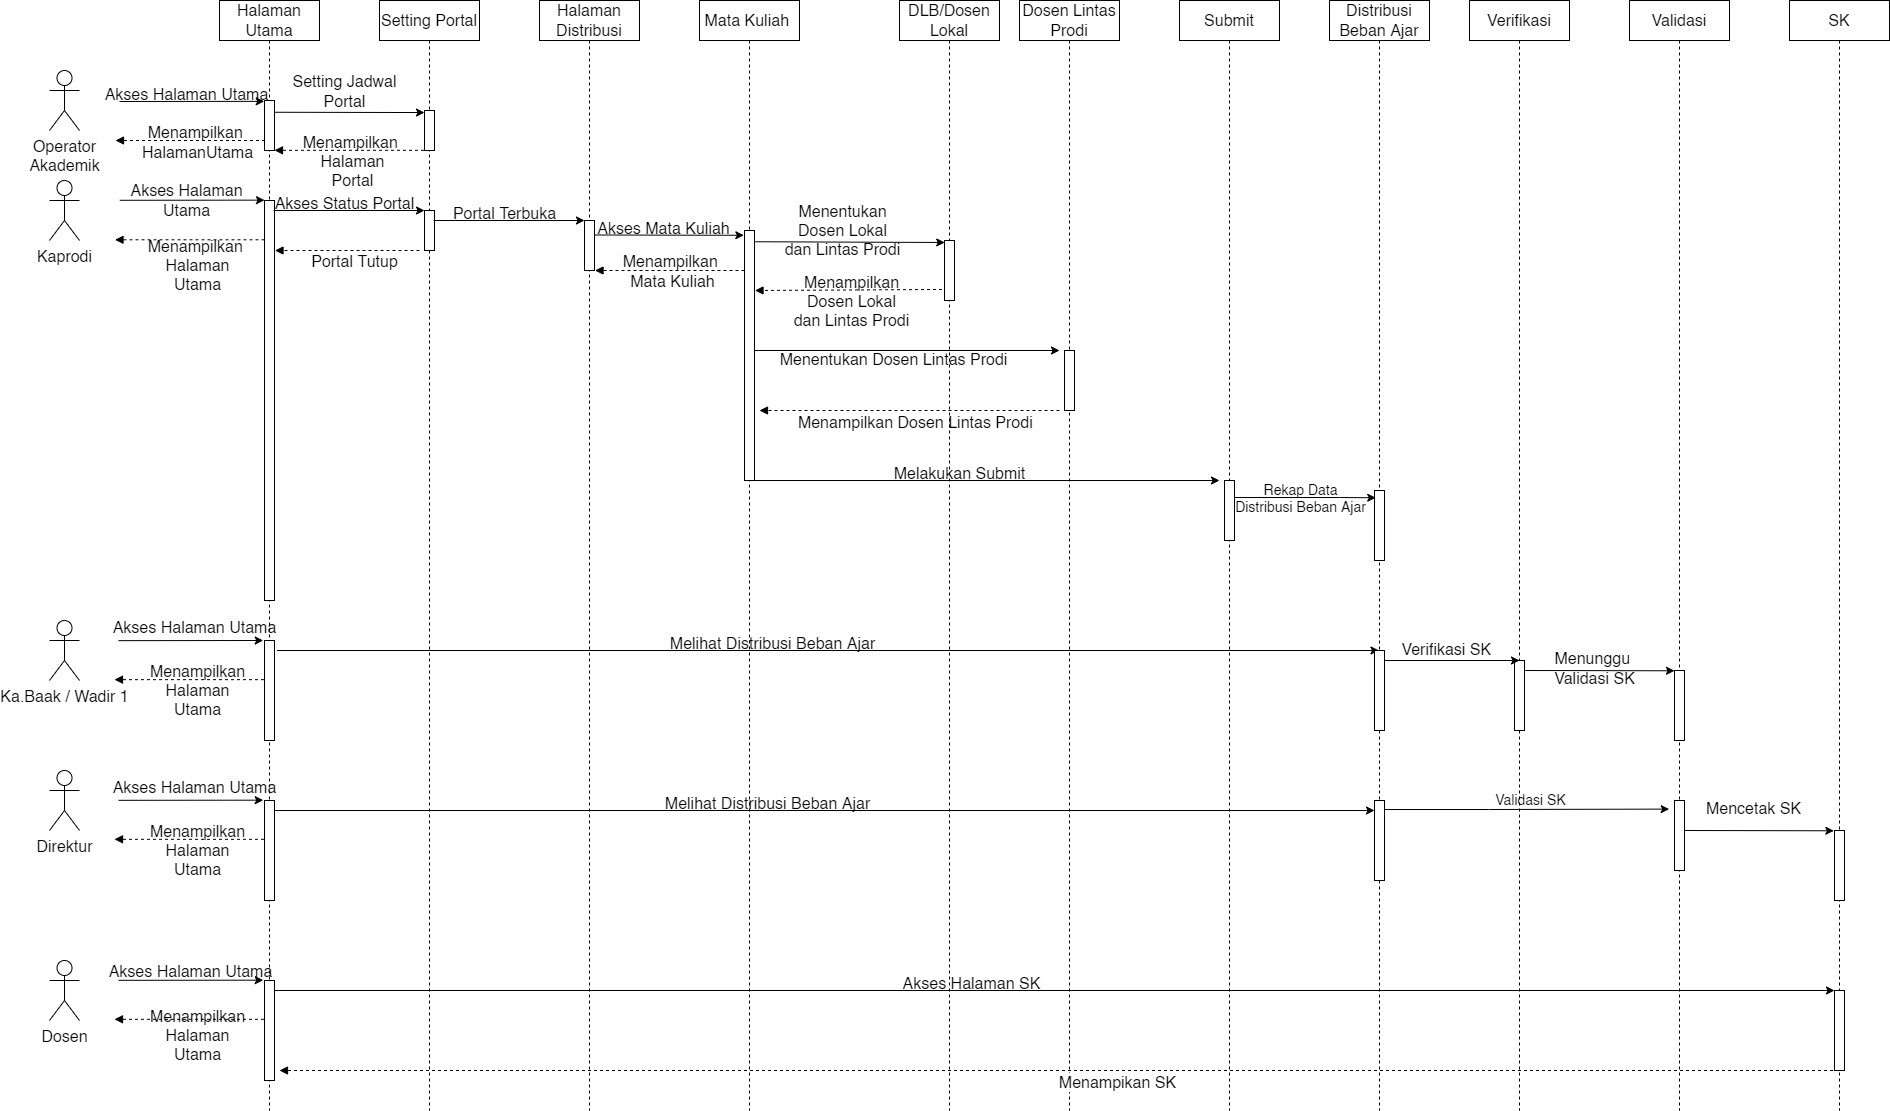 Halaman
Utama
Setting Portal
Halaman
Distribusi
Mata Kuliah
DLB/Dosen
Lokal
Dosen Lintas
Prodi
Submit
Distribusi
Beban Ajar
Verifikasi
Validasi
SK
Operator
Akademik
Akses Halaman Utama
Setting Jadwal
Portal
Menampilkan
HalamanUtama
Menampilkan
Halaman
Portal
Kaprodi
Akses Halaman
Utama
Akses Status Portal
Portal Terbuka
Akses Mata Kuliah
Menentukan
Dosen Lokal
dan Lintas Prodi
Menampilkan
Halaman
Utama
Portal Tutup
Menampilkan
Mata Kuliah
Menampilkan
Dosen Lokal
dan Lintas Prodi
Menentukan Dosen Lintas Prodi
Menampilkan Dosen Lintas Prodi
Melakukan Submit
Rekap Data
Distribusi Beban Ajar
Ka.Baak / Wadir 1
Akses Halaman Utama
Melihat Distribusi Beban Ajar
Verifikasi SK
Menunggu
Validasi SK
Menampilkan
Halaman
Utama
Direktur
Akses Halaman Utama
Melihat Distribusi Beban Ajar
Validasi SK
Mencetak SK
Menampilkan
Halaman
Utama
Dosen
Akses Halaman Utama
Akses Halaman SK
Menampilkan
Halaman
Utama
Menampikan SK